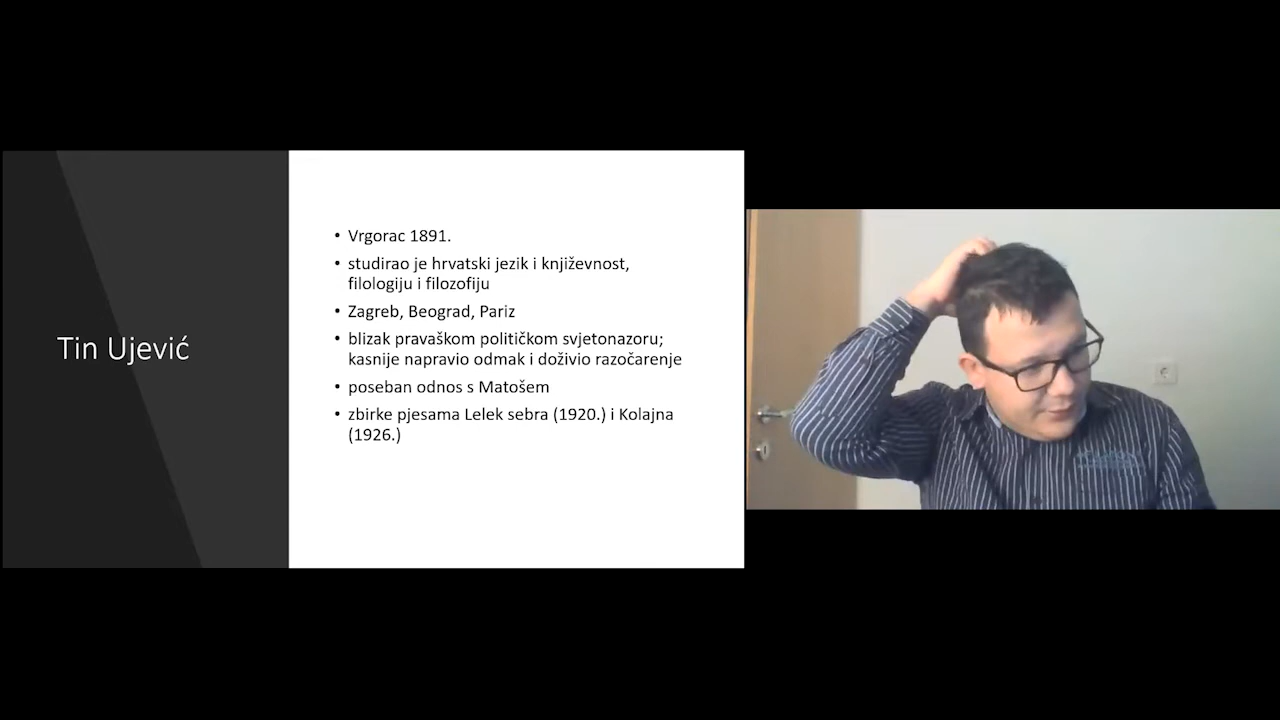 Tin Ujević
• Vrgorac 1891.
• studirao je hrvatski jezik i književnost,
filologiju i filozofiju
• Zagreb, Beograd, Pariz
• blizak pravaškom političkom svjetonazoru;
kasnije napravio odmak i doživio razočarenje
• poseban odnos s Matošem
• zbirke pjesama Lelek sebra (1920.) i Kolajna
(1926.)